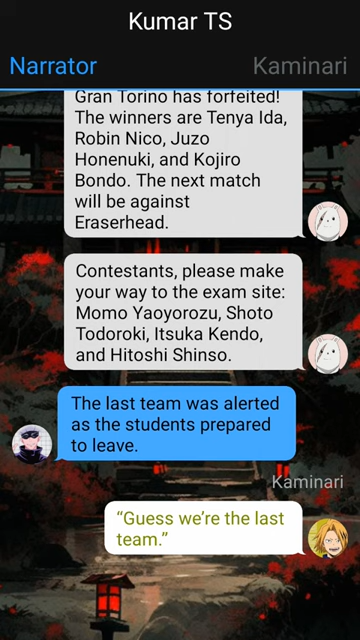 Kumar TS
Narrator
Kaminari
Gran Torino has forfeited!
The winners are Tenya Ida,
Robin Nico, Juzo
Honenuki, and Kojiro
Bondo. The next match
will be against
Eraserhead.
Contestants, please make
your way to the exam site:
Momo Yaoyorozu, Shoto
Todoroki, Itsuka Kendo,
and Hitoshi Shinso.
The last team was alerted
as the students prepared
to leave.
Kaminari
“Guess we’re the last
team.”